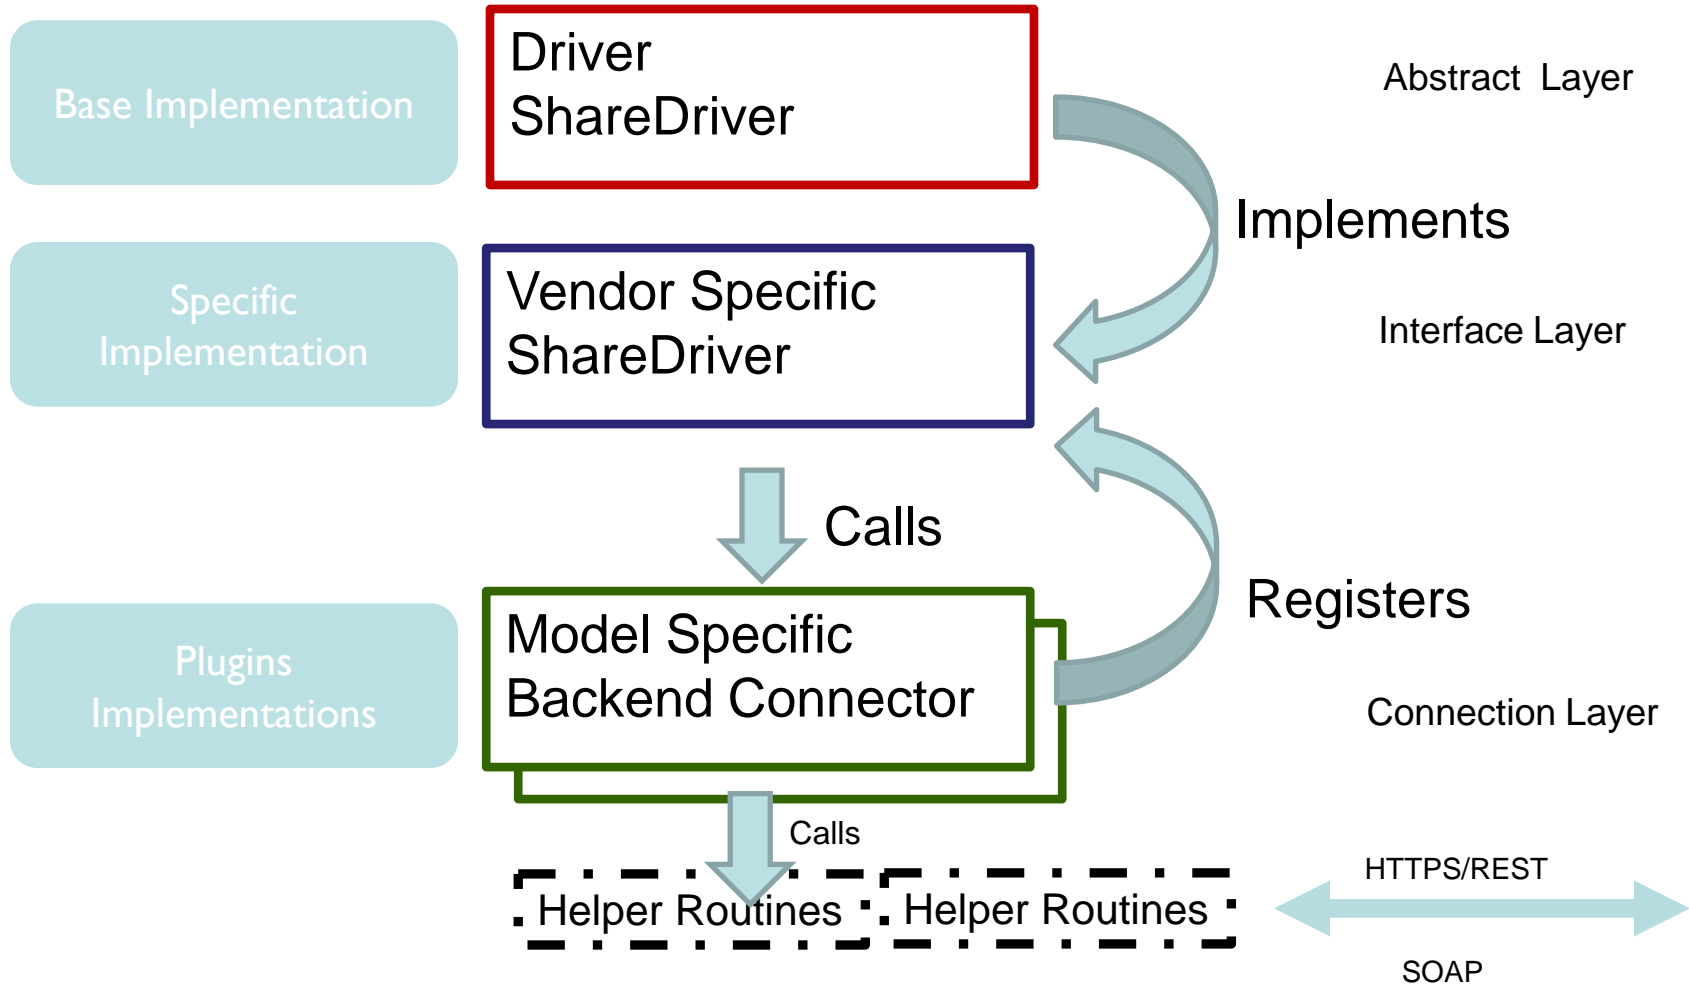 Base Implementation
Driver
ShareDriver
Abstract Layer
Implements
Specific
Implementation
Vendor Specific
ShareDriver
Interface Layer
Calls
Registers
Plugins
Implementations
Model Specific
Backend Connector
Connection Layer
Calls
Helper Routines
Helper Routines
HTTPS/REST
SOAP